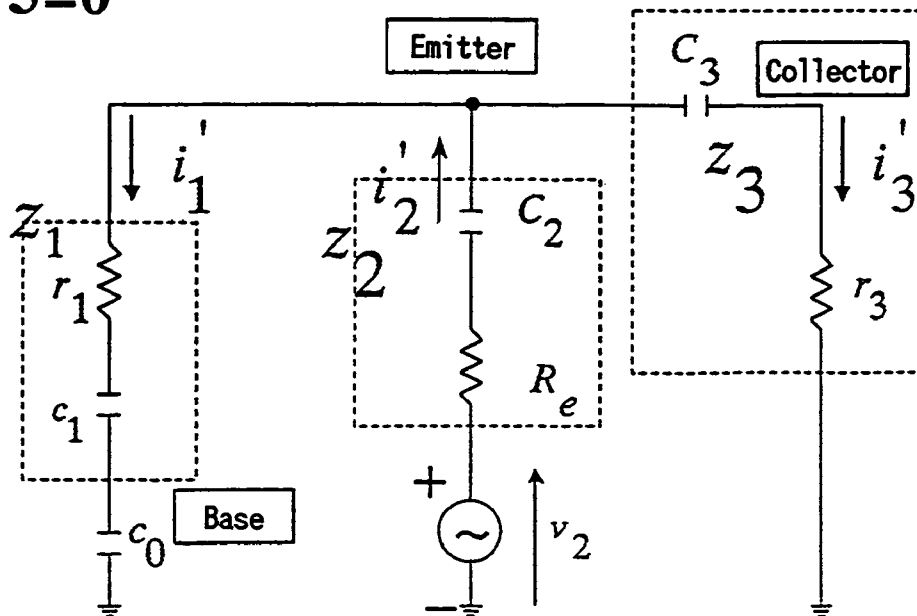 Emitter
C3
Collector
i1'
i2'
z3
i3'
z1
z2
C2
r1
r3
Re
c1
+
Base
c0
~
v2
−